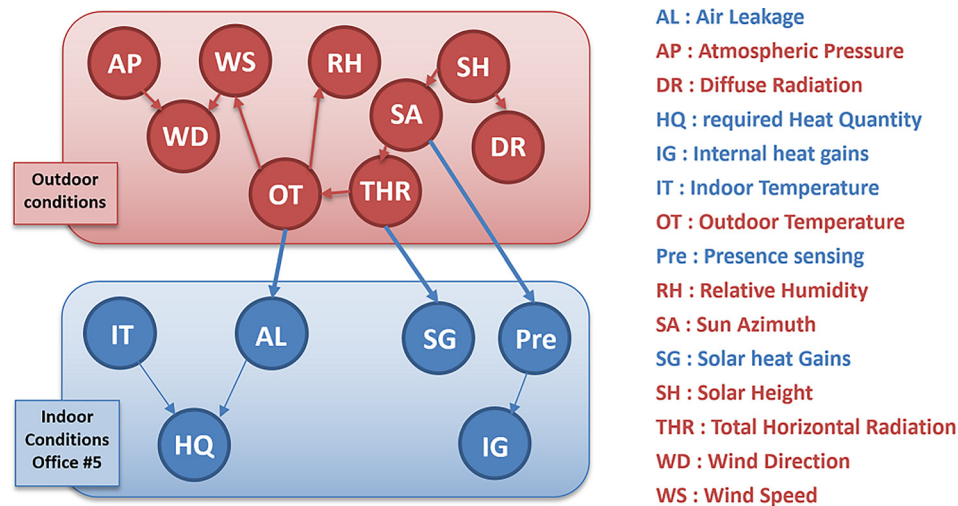 AP
WS
RH
SH
WD
SA
DR
OT
THR
Outdoor
conditions
IT
AL
SG
Pre
HQ
IG
Indoor
Conditions
Office #5
AL : Air Leakage
AP : Atmospheric Pressure
DR : Diffuse Radiation
HQ : required Heat Quantity
IG : Internal heat gains
IT : Indoor Temperature
OT : Outdoor Temperature
Pre : Presence sensing
RH : Relative Humidity
SA : Sun Azimuth
SG : Solar heat Gains
SH : Solar Height
THR : Total Horizontal Radiation
WD : Wind Direction
WS : Wind Speed